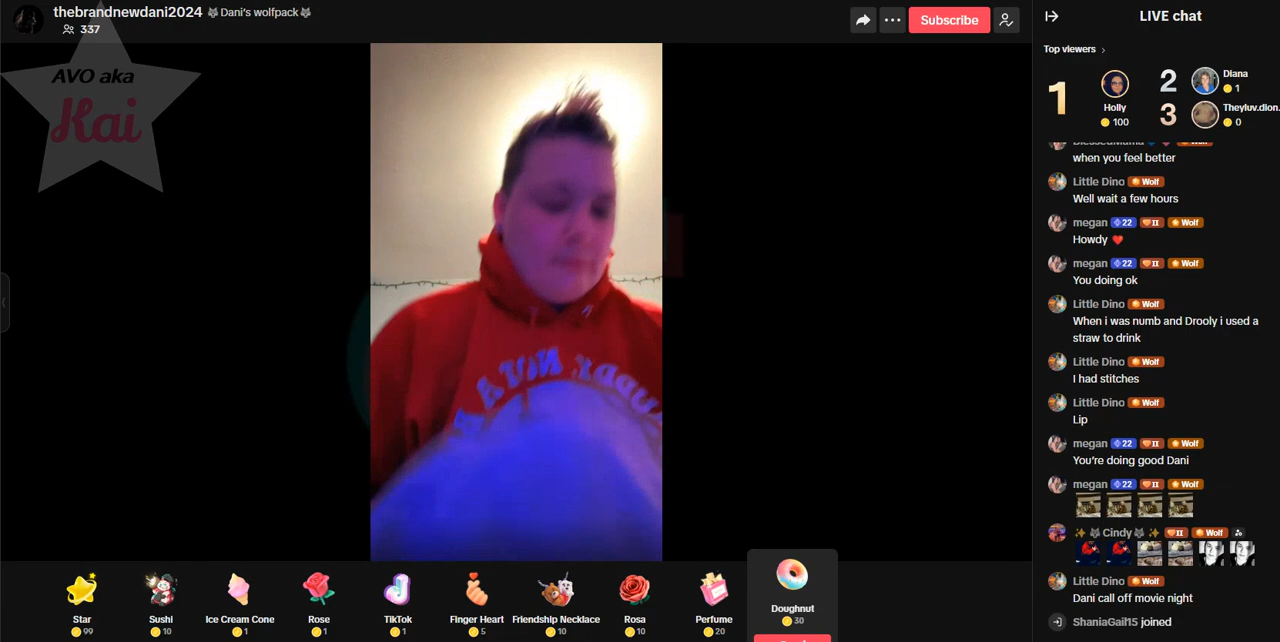 thebrandnewdani2024 🐺Dani's wolfpack🐺
337
Subscribe
AVO aka
Kai
LIVE chat
Top viewers
1
Holly
100
2
Diana
1
3
Theyluv.dion.
0
when you feel better
Little Dino Wolf
Well wait a few hours
megan 22 II Wolf
Howdy ❤️
megan 22 II Wolf
You doing ok
Little Dino Wolf
When i was numb and Drooly i used a
straw to drink
Little Dino Wolf
I had stitches
Little Dino Wolf
Lip
megan 22 II Wolf
You're doing good Dani
megan 22 II Wolf
✨🐺Cindy🐺✨ II Wolf
Little Dino Wolf
Dani call off movie night
ShaniaGail15 joined
Star
99
Sushi
10
Ice Cream Cone
1
Rose
1
TikTok
1
Finger Heart
5
Friendship Necklace
10
Rosa
10
Perfume
20
Doughnut
30